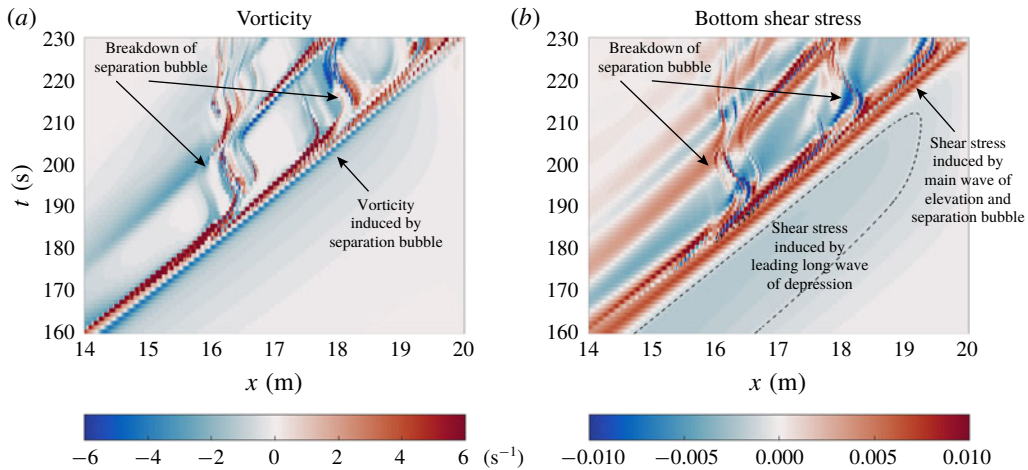 (a)
Vorticity
230
220
210
200
190
180
170
160
t (s)
Breakdown of
separation bubble
Vorticity
induced by
separation bubble
14
15
16
17
18
19
20
x (m)
−6
−4
−2
0
2
4
6
(s−1)
(b)
Bottom shear stress
230
220
210
200
190
180
170
160
Breakdown of
separation bubble
Shear stress
induced by
main wave of
elevation and
separation bubble
Shear stress
induced by
leading long wave
of depression
14
15
16
17
18
19
20
x (m)
−0.010
−0.005
0.000
0.005
0.010